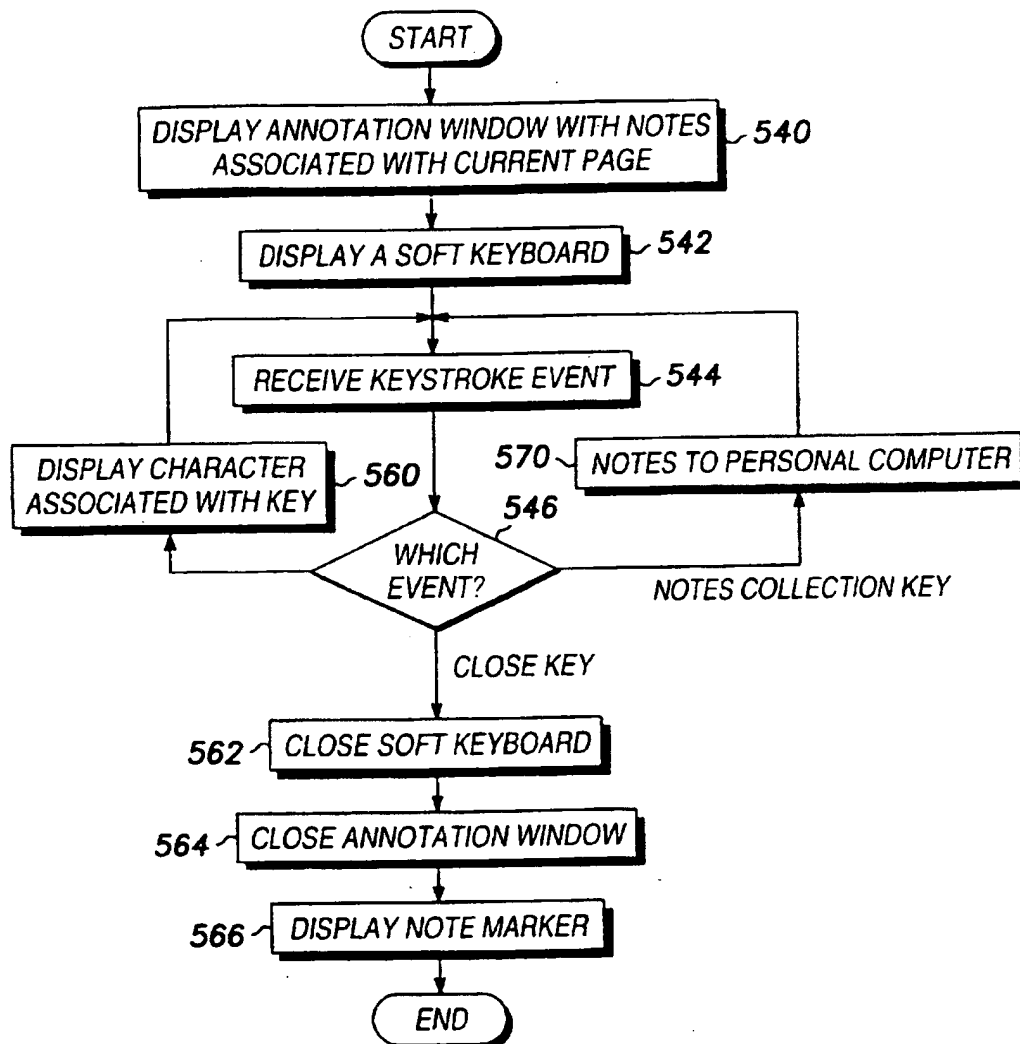 START
DISPLAY ANNOTATION WINDOW WITH NOTES
ASSOCIATED WITH CURRENT PAGE
540
DISPLAY A SOFT KEYBOARD
542
RECEIVE KEYSTROKE EVENT
544
DISPLAY CHARACTER
ASSOCIATED WITH KEY
560
570
NOTES TO PERSONAL COMPUTER
546
WHICH
EVENT?
NOTES COLLECTION KEY
CLOSE KEY
562
CLOSE SOFT KEYBOARD
564
CLOSE ANNOTATION WINDOW
566
DISPLAY NOTE MARKER
END